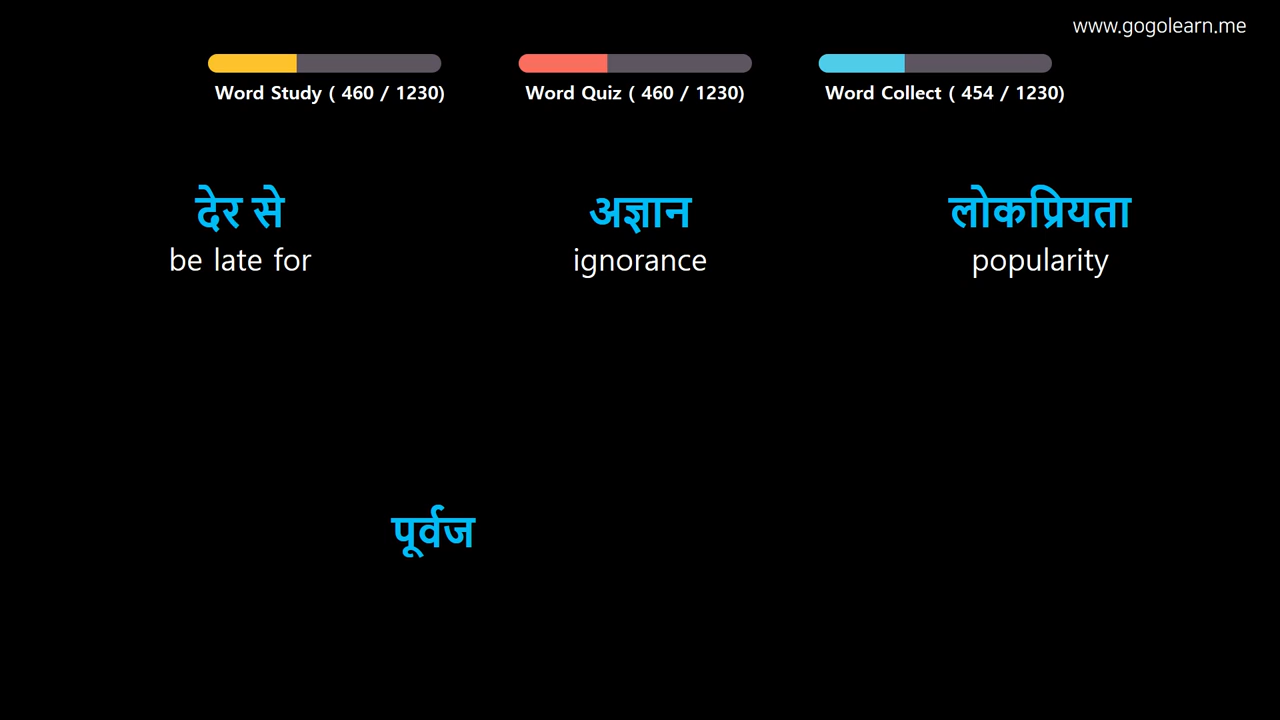 www.gogolearn.me
Word Study ( 460 / 1230)
Word Quiz ( 460 / 1230)
Word Collect ( 454 / 1230)
देर से
be late for
अज्ञान
ignorance
लोकप्रियता
popularity
पूर्वज